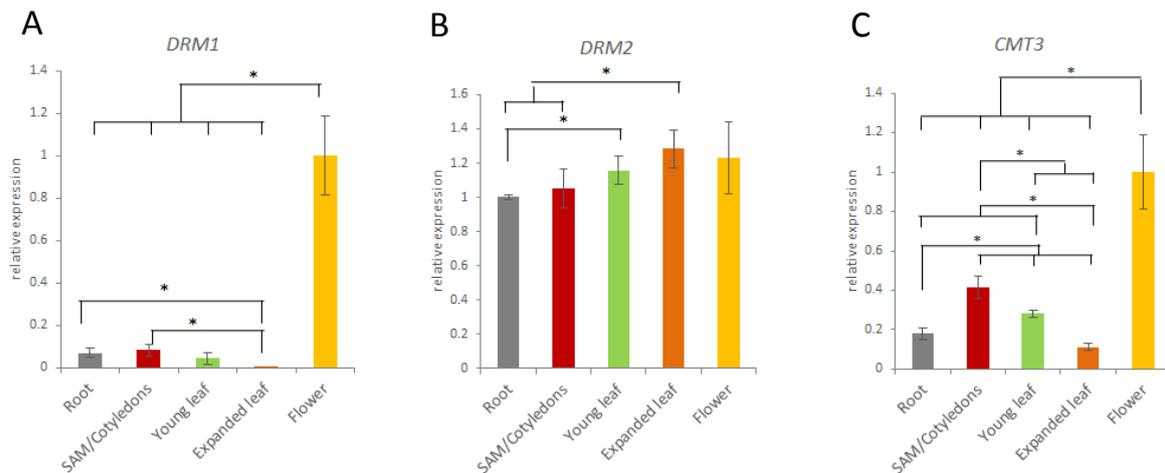 A
DRM1
relative expression
1.4
1.2
1
0.8
0.6
0.4
0.2
0
*
*
*
Root
SAM/Cotyledons
Young leaf
Expanded leaf
Flower
B
DRM2
relative expression
1.6
1.4
1.2
1
0.8
0.6
0.4
0.2
0
*
*
Root
SAM/Cotyledons
Young leaf
Expanded leaf
Flower
C
CMT3
relative expression
1.4
1.2
1
0.8
0.6
0.4
0.2
0
*
*
*
*
Root
SAM/Cotyledons
Young leaf
Expanded leaf
Flower